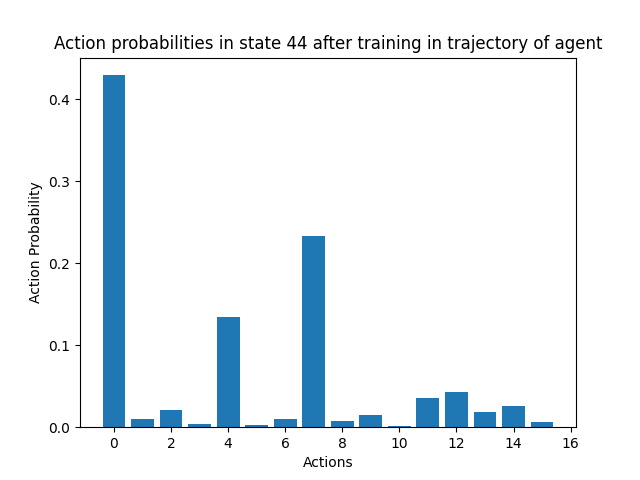 Action probabilities in state 44 after training in trajectory of agent
0.4
0.3
0.2
0.1
0.0
Action Probability
0 2 4 6 8 10 12 14 16
Actions